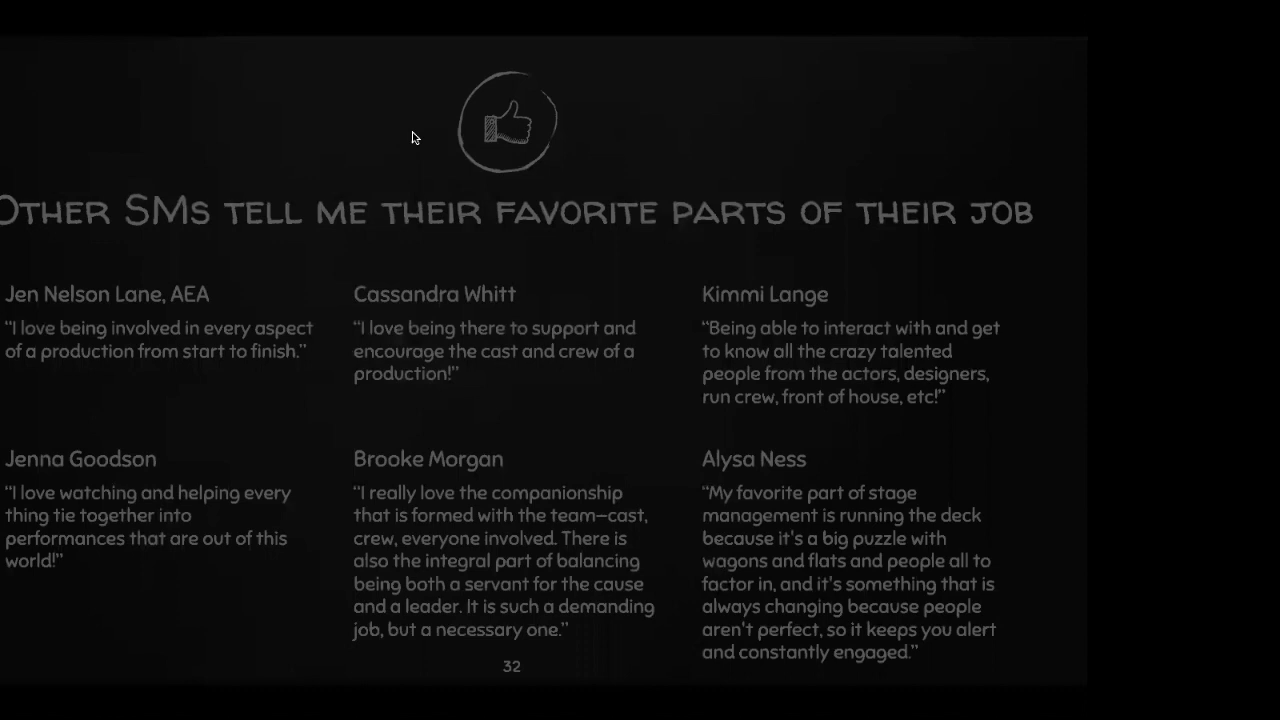 Other SMs tell me their favorite parts of their job
Jen Nelson Lane, AEA
“I love being involved in every aspect
of a production from start to finish.”
Cassandra Whitt
“I love being there to support and
encourage the cast and crew of a
production!”
Kimmi Lange
“Being able to interact with and get
to know all the crazy talented
people from the actors, designers,
run crew, front of house, etc!”
Jenna Goodson
“I love watching and helping every
thing tie together into
performances that are out of this
world!”
Brooke Morgan
“I really love the companionship
that is formed with the team—cast,
crew, everyone involved. There is
also the integral part of balancing
being both a servant for the cause
and a leader. It is such a demanding
job, but a necessary one.”
Alysa Ness
“My favorite part of stage
management is running the deck
because it's a big puzzle with
wagons and flats and people all to
factor in, and it's something that is
always changing because people
aren't perfect, so it keeps you alert
and constantly engaged.”
32